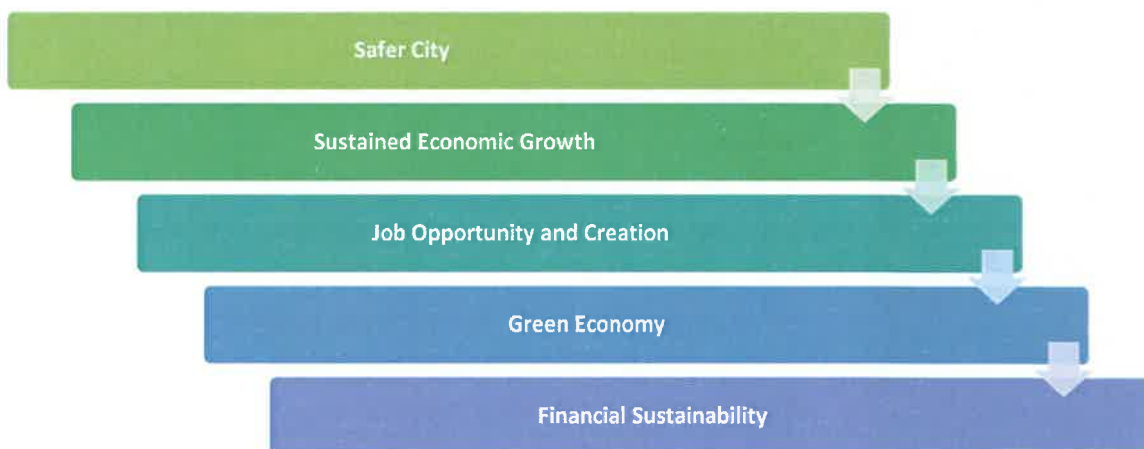 Safer City
Sustained Economic Growth
Job Opportunity and Creation
Green Economy
Financial Sustainability